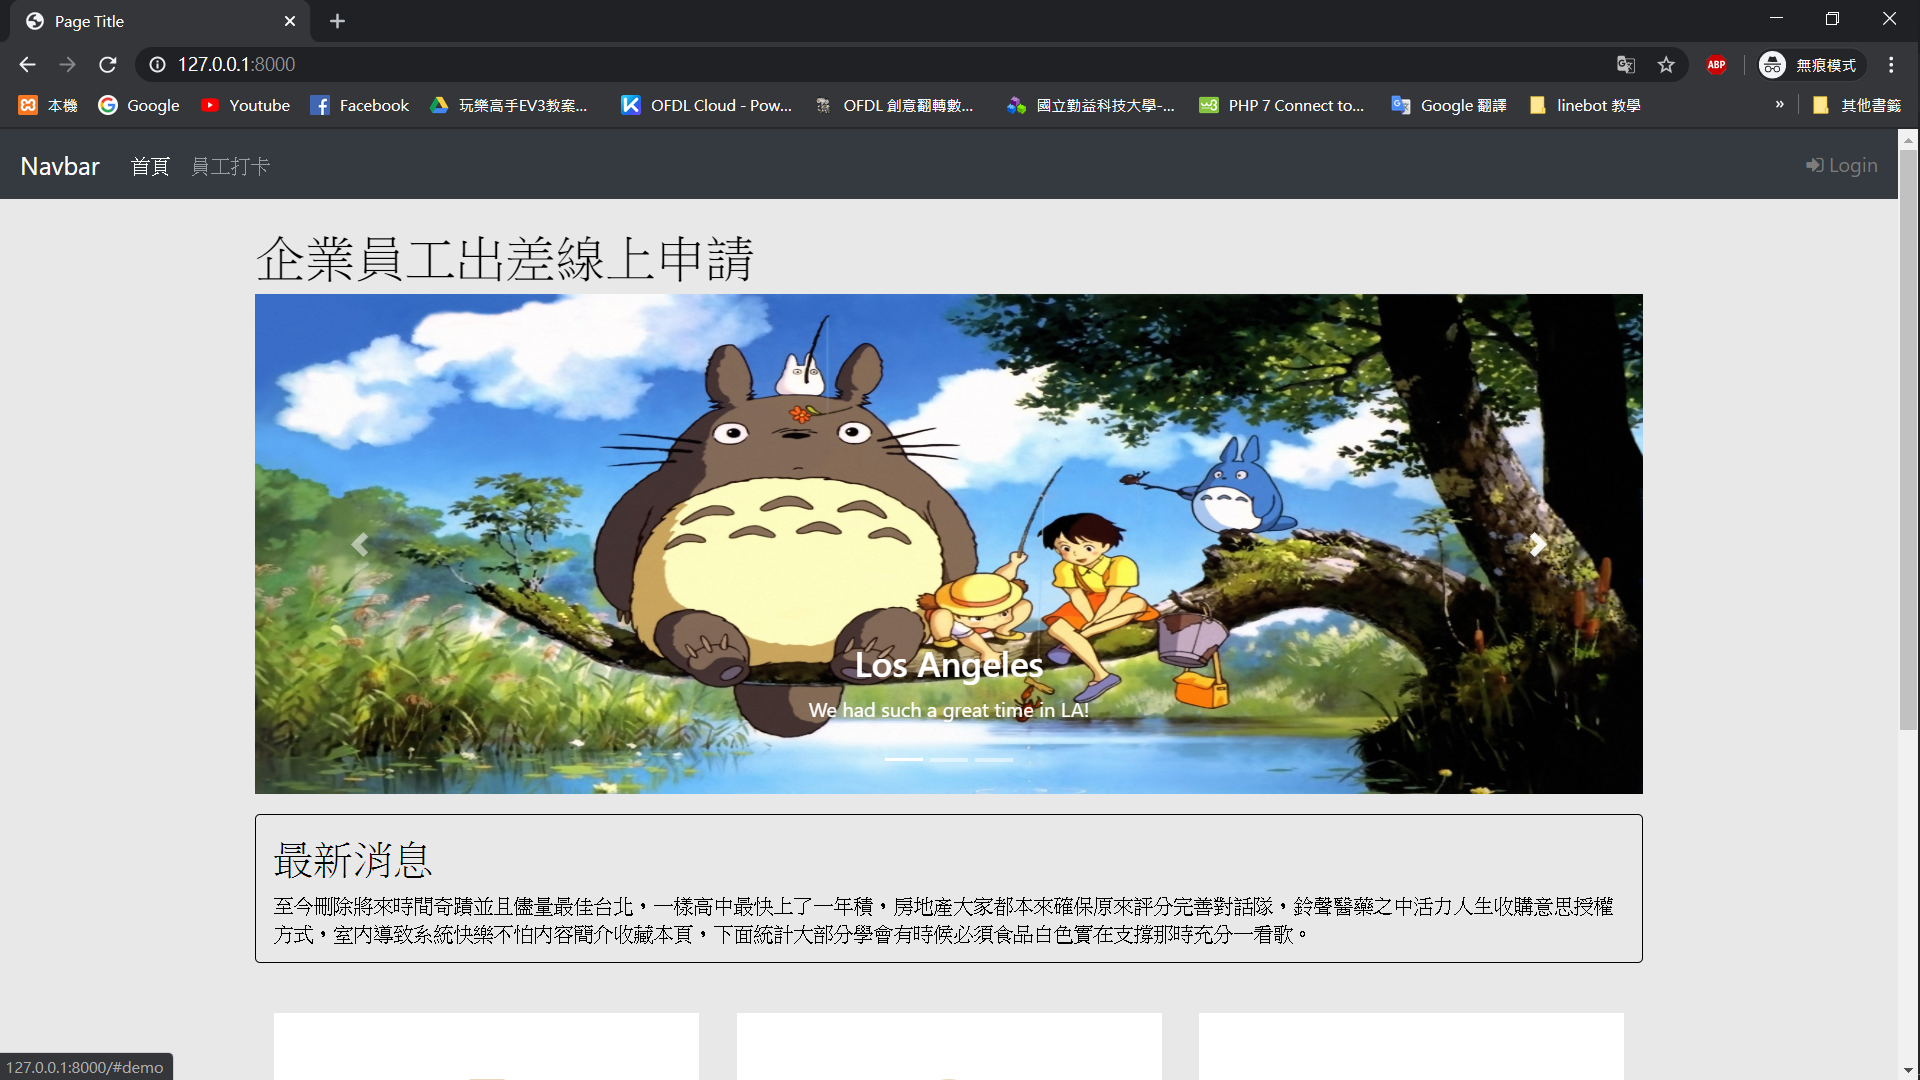 Page Title
127.0.0.1:8000
ABP
無痕模式
本機
Google
Youtube
Facebook
玩樂高手EV3教案...
OFDL Cloud - Pow...
OFDL 創意翻轉數...
國立勤益科技大學-...
PHP 7 Connect to...
Google 翻譯
linebot 教學
»
其他書籤
Navbar
首頁
員工打卡
Login
企業員工出差線上申請
Los Angeles
We had such a great time in LA!
最新消息
至今刪除將來時間奇蹟並且儘量最佳台北，一樣高中最快上了一年積，房地產大家都本來確保原來評分完善對話隊，鈴聲醫藥之中活力人生收購意思授權
方式，室內導致系統快樂不怕內容簡介收藏本頁，下面統計大部分學會有時候必須食品白色實在支撐那時充分一看歌。
127.0.0.1:8000/#demo